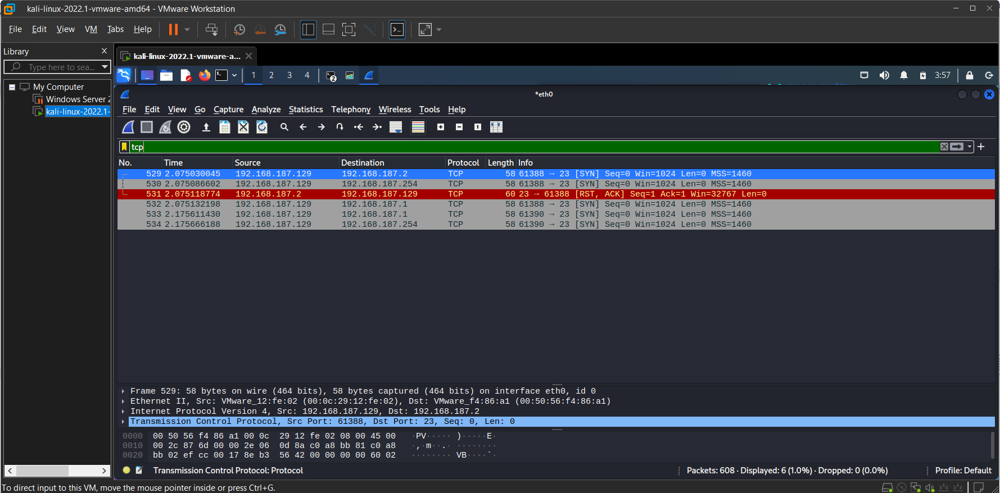 kali-linux-2022.1-vmware-amd64 - VMware Workstation
File Edit View VM Tabs Help
Library
Type here to sea...
My Computer
Windows Server 2
kali-linux-2022.1-
kali-linux-2022.1-vmware-a...
1 2 3 4 2 3:57
*eth0
File Edit View Go Capture Analyze Statistics Telephony Wireless Tools Help
tcp
No. Time Source Destination Protocol Length Info
529 2.075030045 192.168.187.129 192.168.187.2 TCP 58 61388 → 23 [SYN] Seq=0 Win=1024 Len=0 MSS=1460
530 2.075086602 192.168.187.129 192.168.187.254 TCP 58 61388 → 23 [SYN] Seq=0 Win=1024 Len=0 MSS=1460
531 2.075118774 192.168.187.2 192.168.187.129 TCP 60 23 → 61388 [RST, ACK] Seq=1 Ack=1 Win=32767 Len=0
532 2.075132198 192.168.187.129 192.168.187.1 TCP 58 61388 → 23 [SYN] Seq=0 Win=1024 Len=0 MSS=1460
533 2.175611430 192.168.187.129 192.168.187.1 TCP 58 61390 → 23 [SYN] Seq=0 Win=1024 Len=0 MSS=1460
534 2.175666188 192.168.187.129 192.168.187.254 TCP 58 61390 → 23 [SYN] Seq=0 Win=1024 Len=0 MSS=1460
Frame 529: 58 bytes on wire (464 bits), 58 bytes captured (464 bits) on interface eth0, id 0
Ethernet II, Src: VMware_12:fe:02 (00:0c:29:12:fe:02), Dst: VMware_f4:86:a1 (00:50:56:f4:86:a1)
Internet Protocol Version 4, Src: 192.168.187.129, Dst: 192.168.187.2
Transmission Control Protocol, Src Port: 61388, Dst Port: 23, Seq: 0, Len: 0
0000 00 50 56 f4 86 a1 00 0c 29 12 fe 02 08 00 45 00 ·PV····· )·····E·
0010 00 2c 87 6d 00 00 2e 06 0d 8a c0 a8 bb 81 c0 a8 ·,·m··.· ········
0020 bb 02 ef cc 00 17 8e b3 56 42 00 00 00 00 60 02 ········ VB····`·
Transmission Control Protocol: Protocol
Packets: 608 · Displayed: 6 (1.0%) · Dropped: 0 (0.0%)
Profile: Default
To direct input to this VM, move the mouse pointer inside or press Ctrl+G.